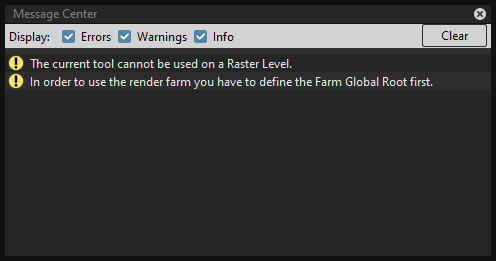 Message Center
Display: Errors Warnings Info Clear
The current tool cannot be used on a Raster Level.
In order to use the render farm you have to define the Farm Global Root first.